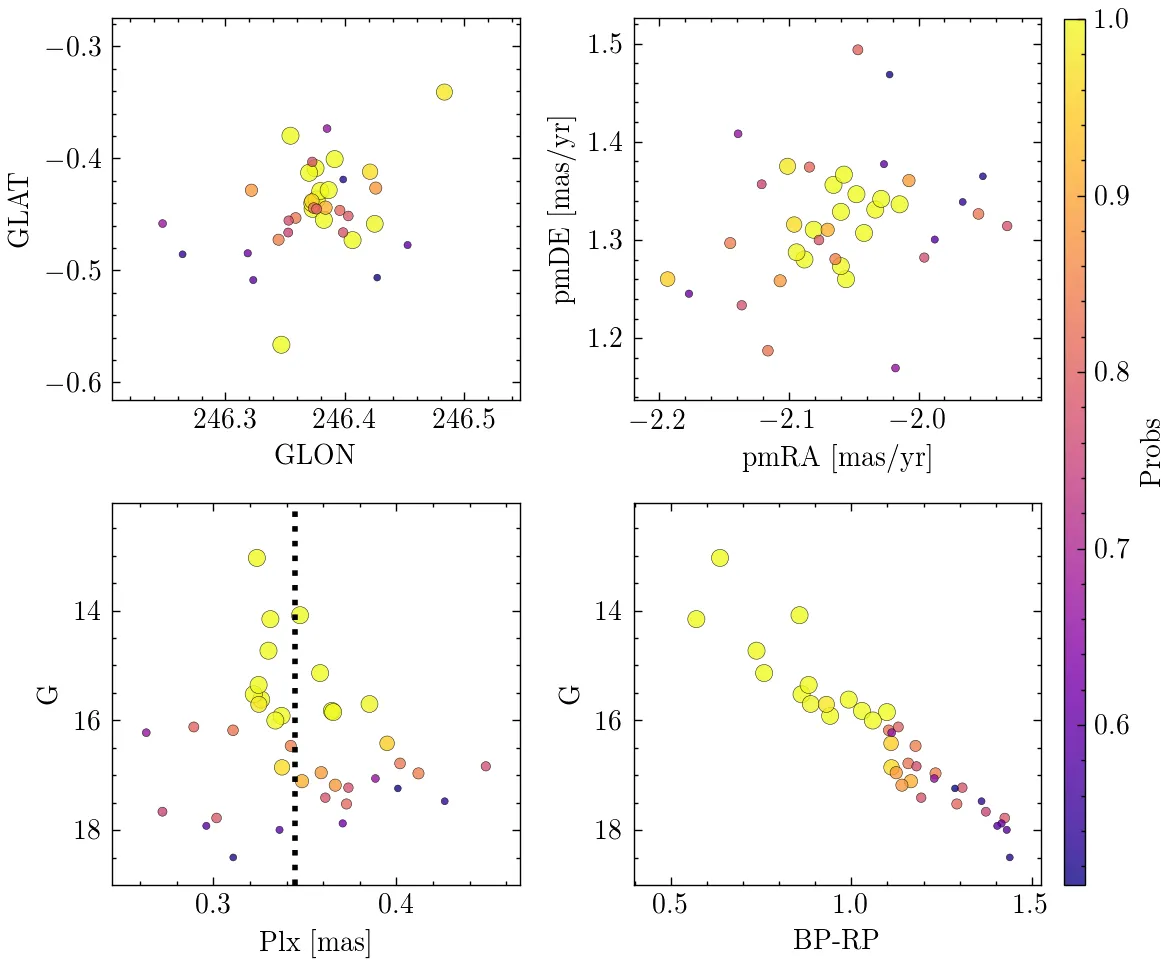 −0.3
−0.4
−0.5
−0.6
GLAT
246.3 246.4 246.5
GLON
1.5
1.4
1.3
1.2
pmDE [mas/yr]
−2.2 −2.1 −2.0
pmRA [mas/yr]
14
16
18
G
0.3 0.4
Plx [mas]
14
16
18
G
0.5 1.0 1.5
BP-RP
1.0
0.9
0.8
0.7
0.6
Probs